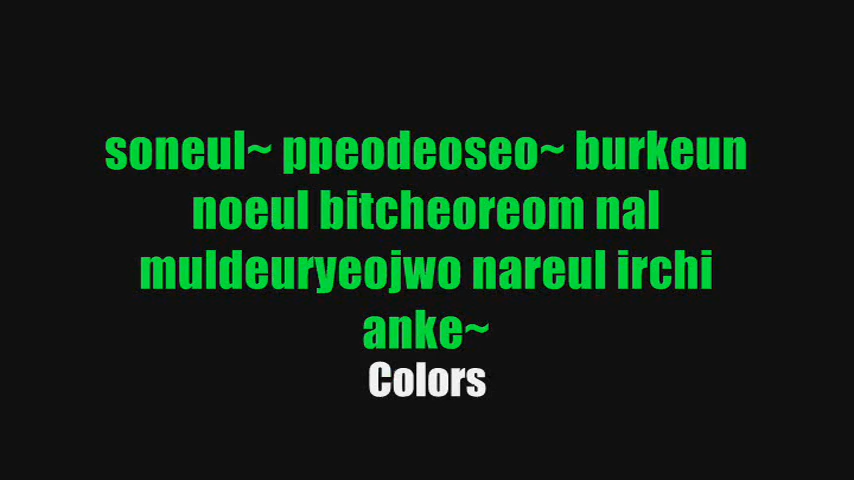 soneul~ ppeodeoseo~ burkeun
noeul bitcheoreom nal
muldeuryeojwo nareul irchi
anke~
Colors